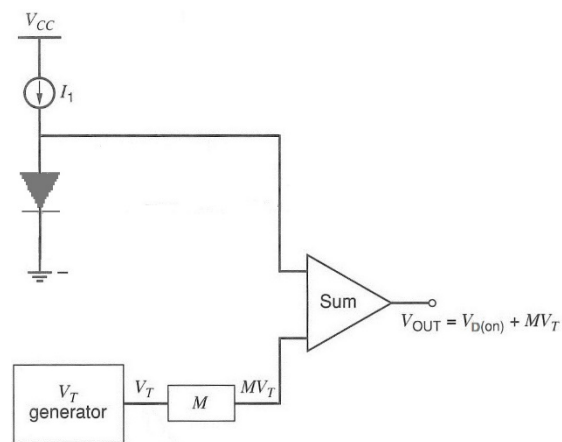 V_CC
I_1
Sum
V_OUT = V_D(on) + MV_T
V_T
generator
V_T
M
MV_T